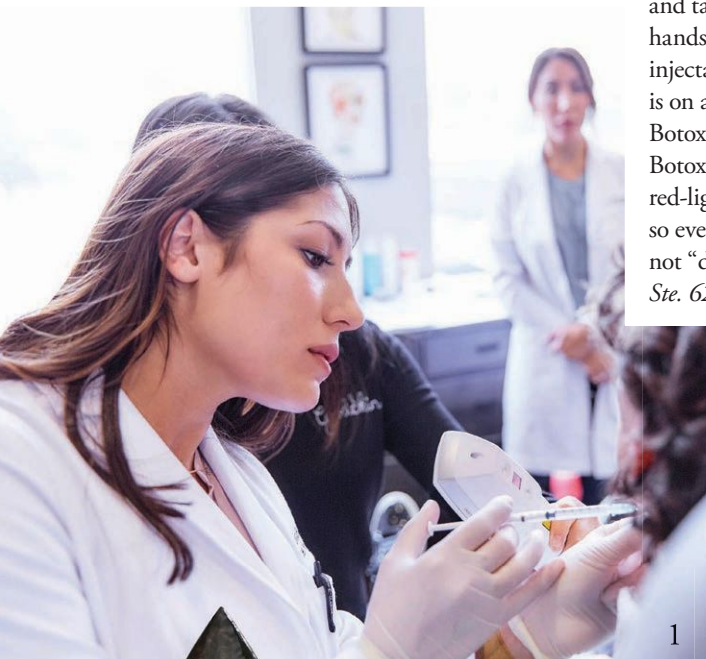 and ta
hands
injecta
is on a
Botox
Botox
red-lig
so eve
not “d
Ste. 62
1